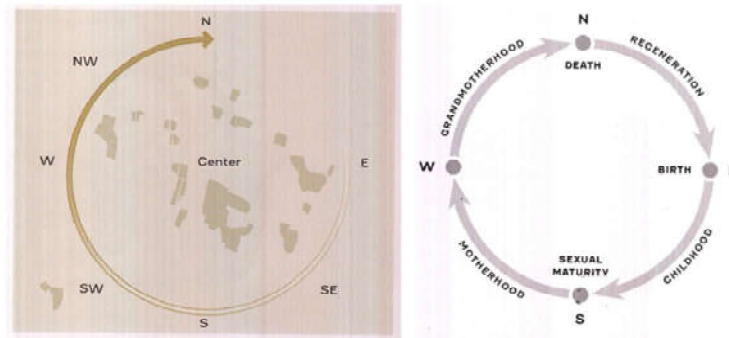 N
NW
W
Center
E
SW
SE
S
N
DEATH
GRANDMOTHERHOOD
REGENERATION
W
BIRTH
SEXUAL
MATURITY
MOTHERHOOD
CHILDHOOD
S